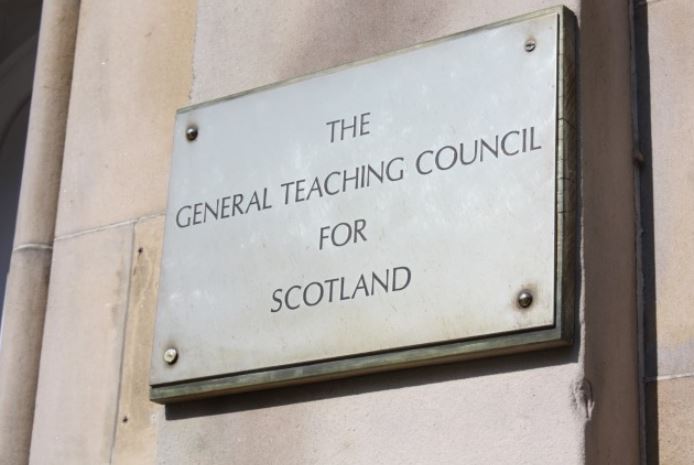 THE
GENERAL TEACHING COUNCIL
FOR
SCOTLAND